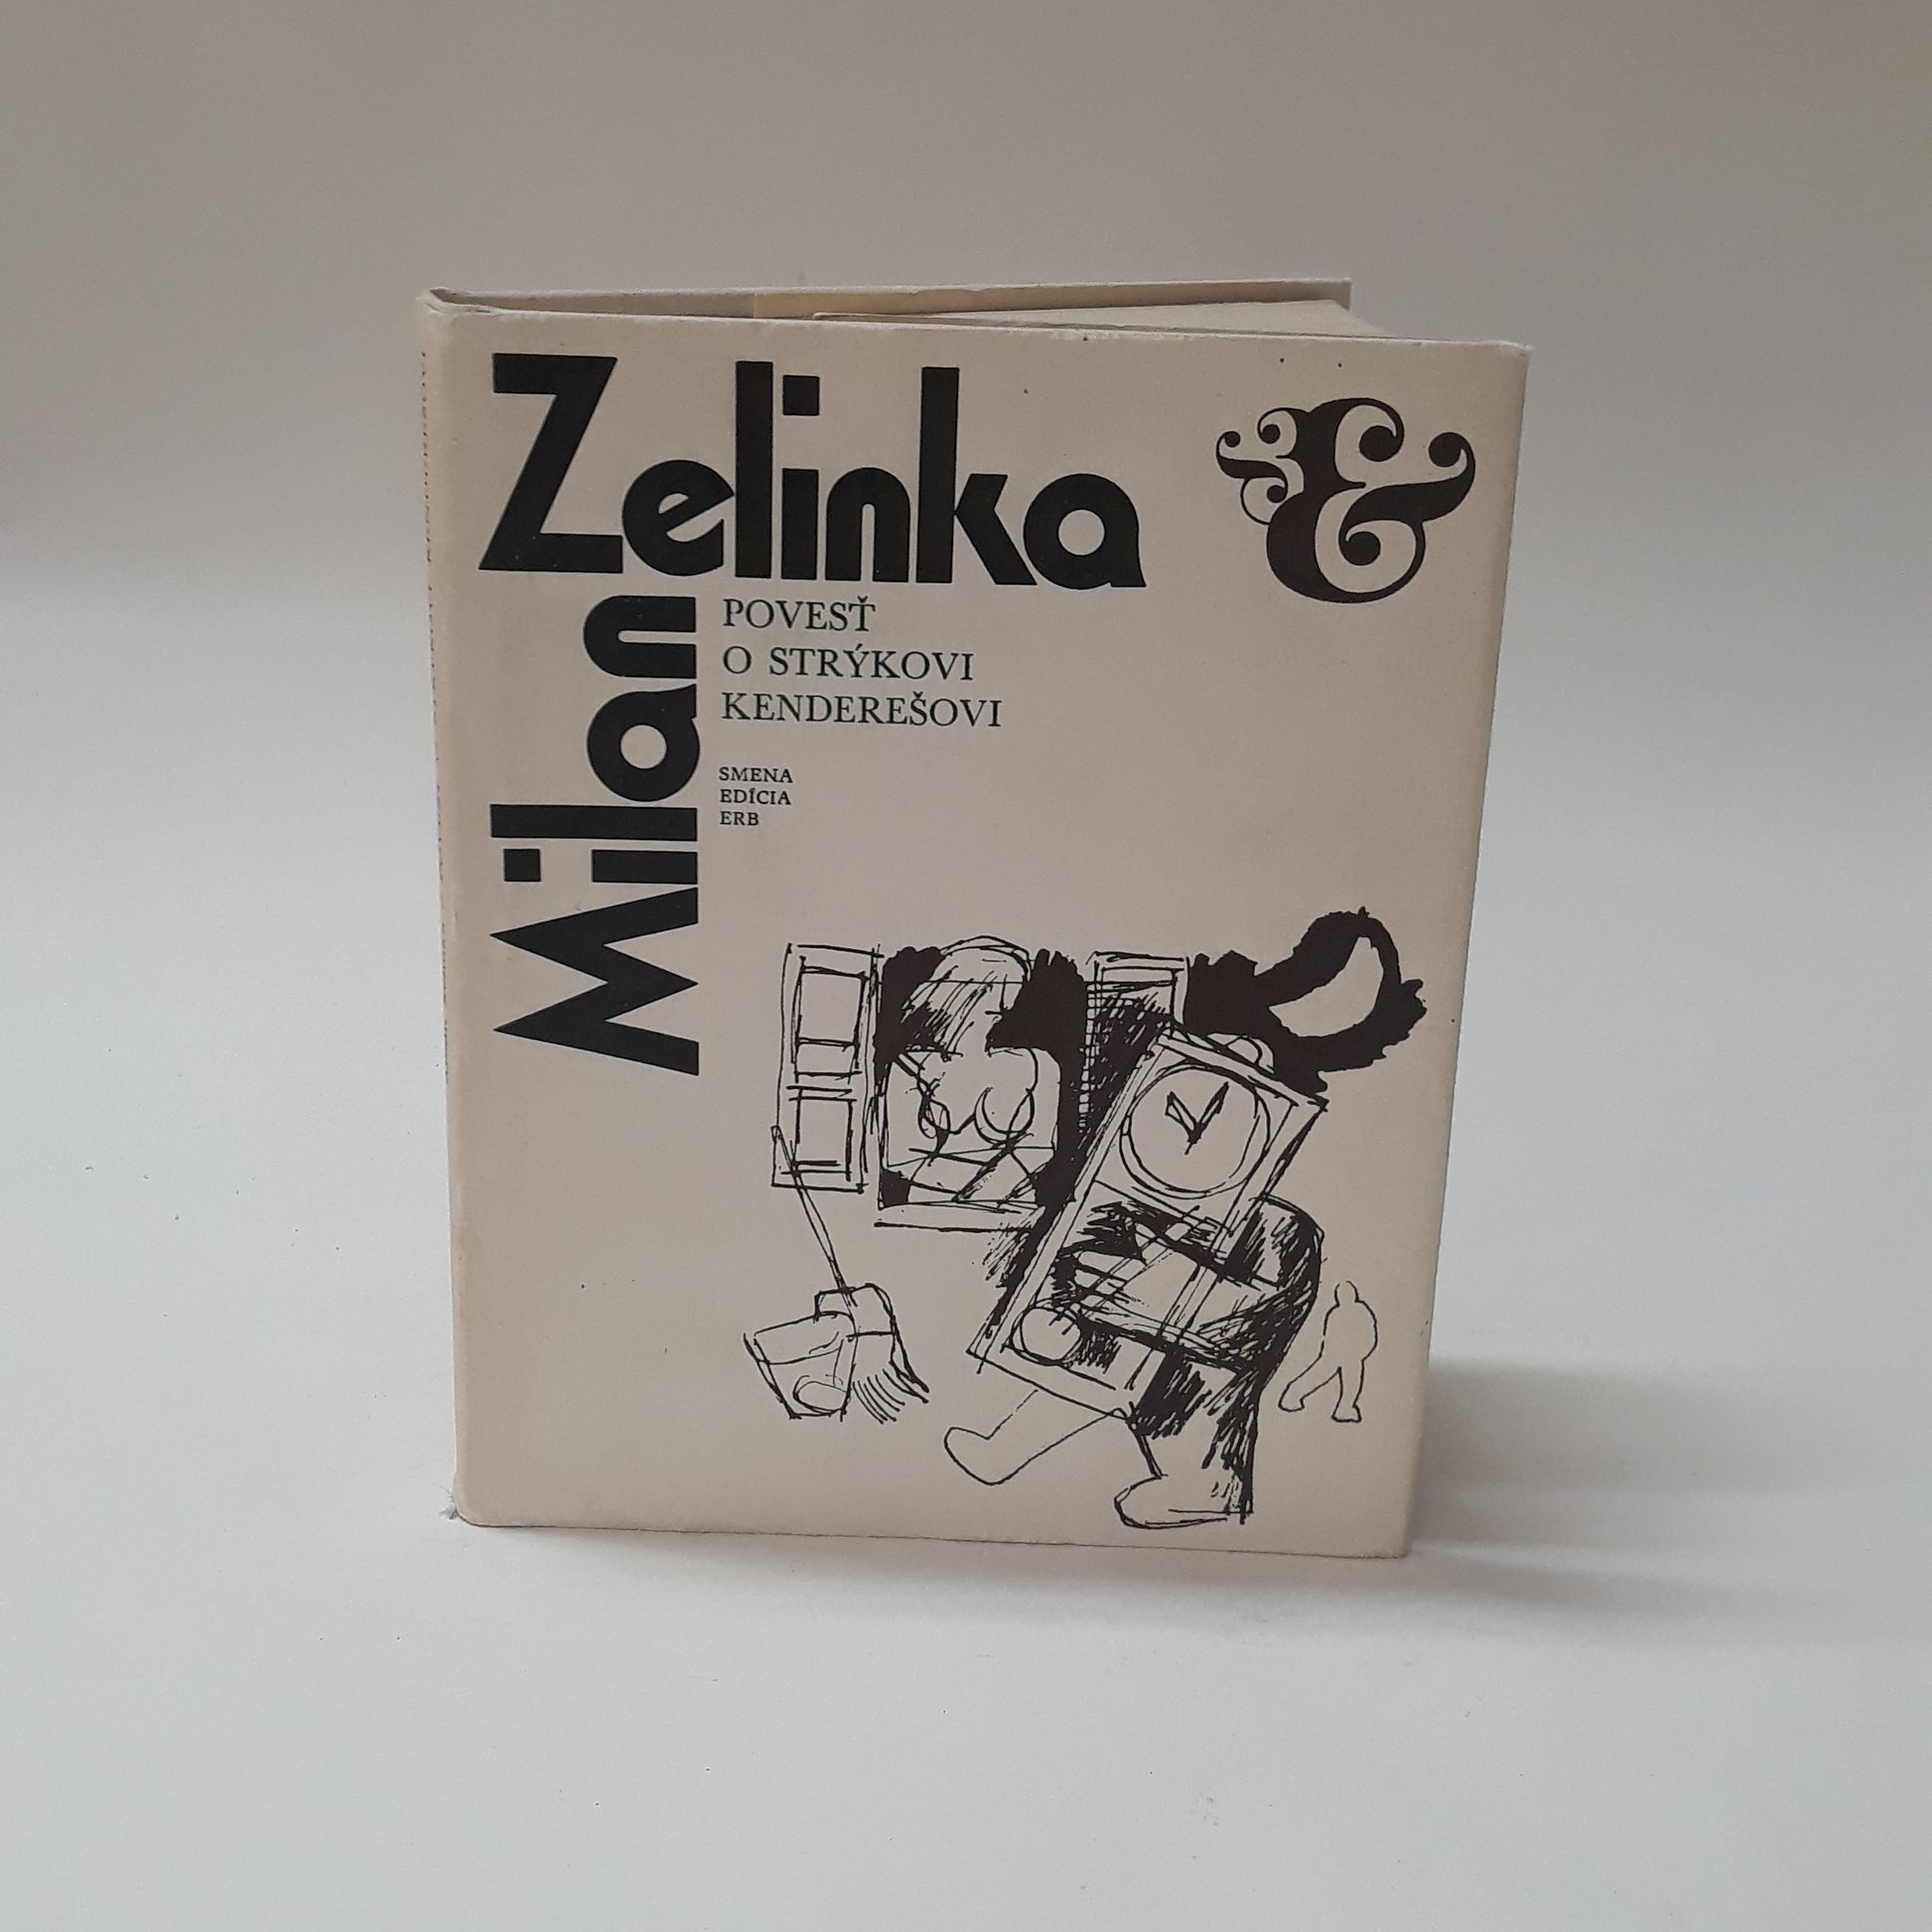 Zelinka
Milan
&
POVESŤ
O STRÝKOVI
KENDEREŠOVI
SMENA
EDÍCIA
ERB